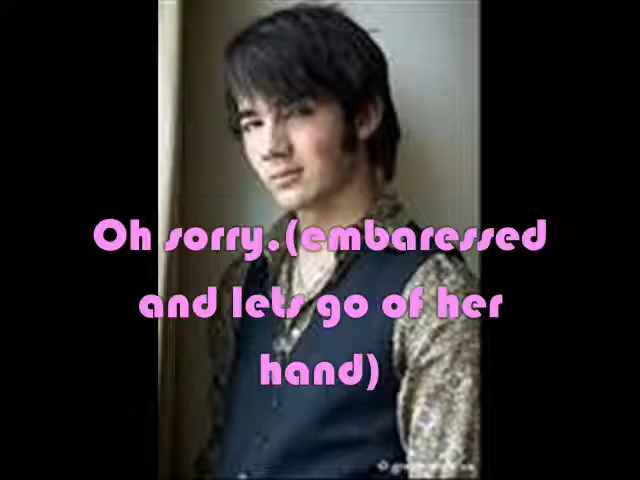 Oh sorry.(embaressed
and lets go of her
hand)